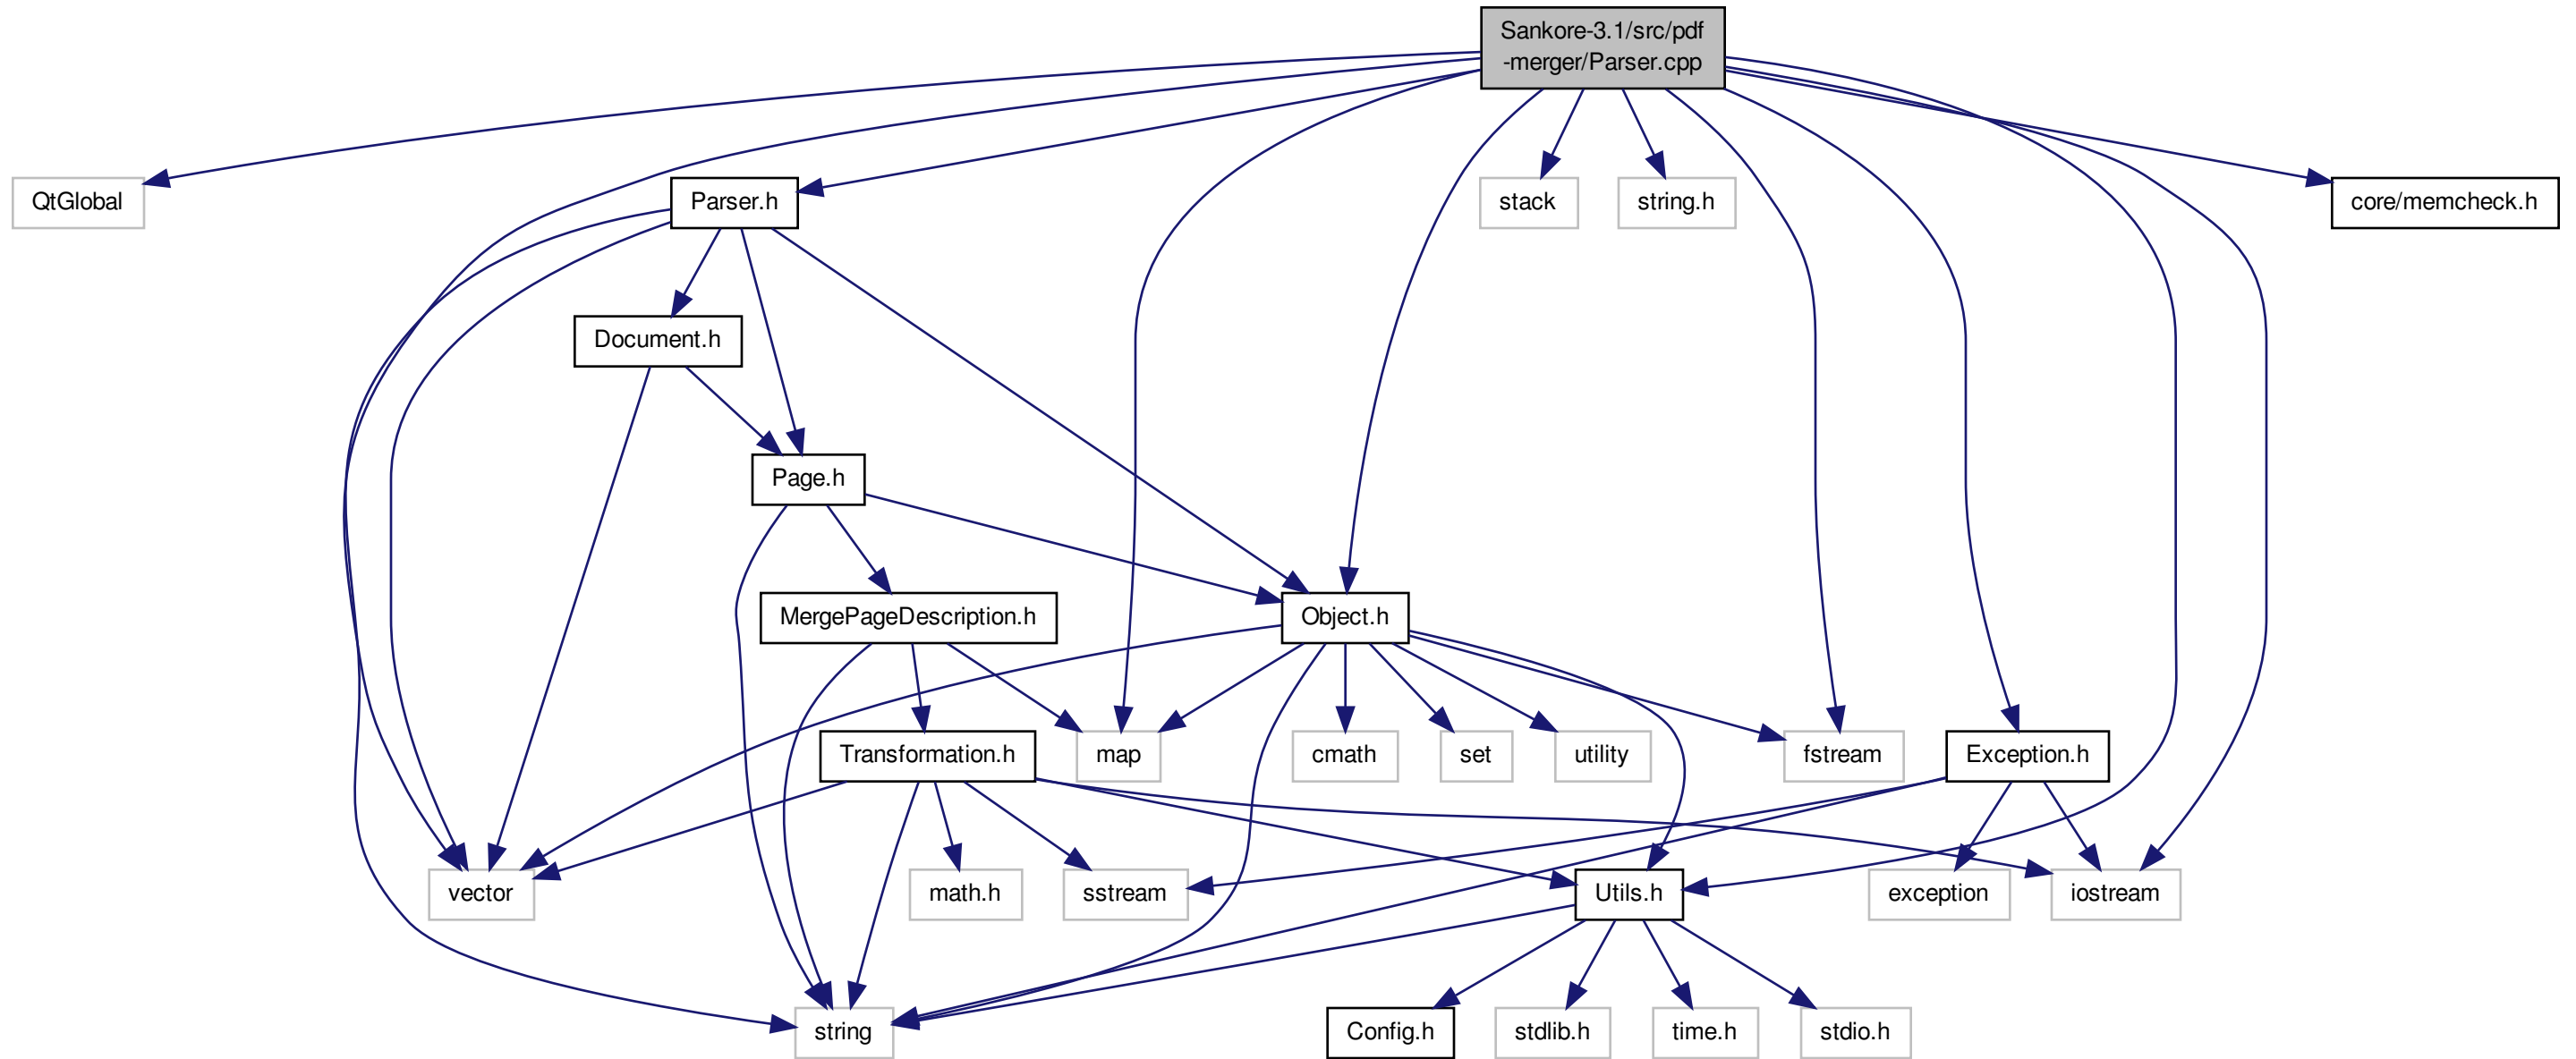 Sankore-3.1/src/pdf
-merger/Parser.cpp
QtGlobal
Parser.h
stack
string.h
core/memcheck.h
Document.h
Page.h
MergePageDescription.h
Object.h
Transformation.h
map
cmath
set
utility
fstream
Exception.h
vector
math.h
sstream
Utils.h
exception
iostream
string
Config.h
stdlib.h
time.h
stdio.h